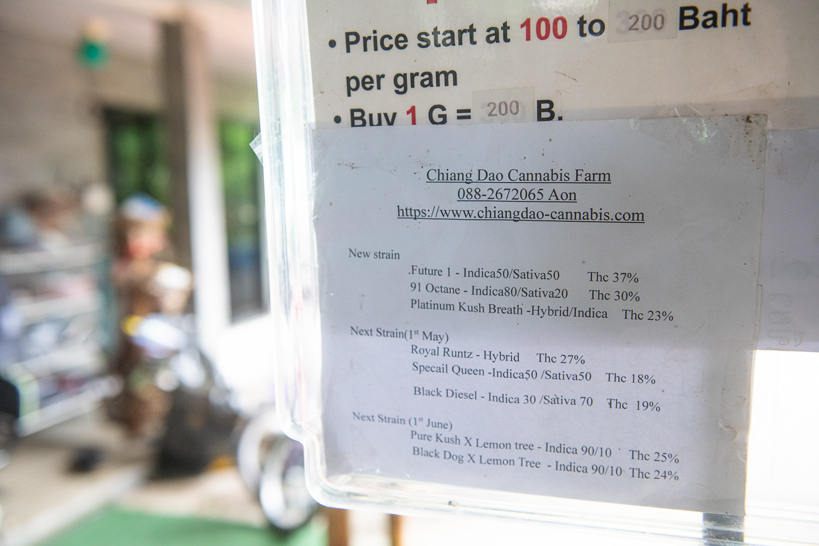 • Price start at 100 to 200 Baht
per gram
• Buy 1 G = 200 B.
Chiang Dao Cannabis Farm
088-2672065 Aon
https://www.chiangdao-cannabis.com
New strain
.Future 1 - Indica50/Sativa50 Thc 37%
91 Octane - Indica80/Sativa20 Thc 30%
Platinum Kush Breath -Hybrid/Indica Thc 23%
Next Strain(1st May)
Royal Runtz - Hybrid Thc 27%
Specail Queen -Indica50 /Sativa50 Thc 18%
Black Diesel - Indica 30 /Sativa 70 Thc 19%
Next Strain (1st June)
Pure Kush X Lemon tree - Indica 90/10 Thc 25%
Black Dog X Lemon Tree - Indica 90/10 Thc 24%